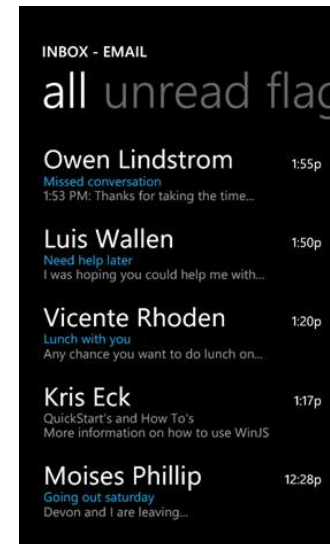 INBOX - EMAIL
all unread flag
Owen Lindstrom 1:55p
Missed conversation
1:53 PM: Thanks for taking the time...
Luis Wallen 1:50p
Need help later
I was hoping you could help me with...
Vicente Rhoden 1:20p
Lunch with you
Any chance you want to do lunch on...
Kris Eck 1:17p
QuickStart's and How To's
More information on how to use WinJS
Moises Phillip 12:28p
Going out saturday
Devon and I are leaving...